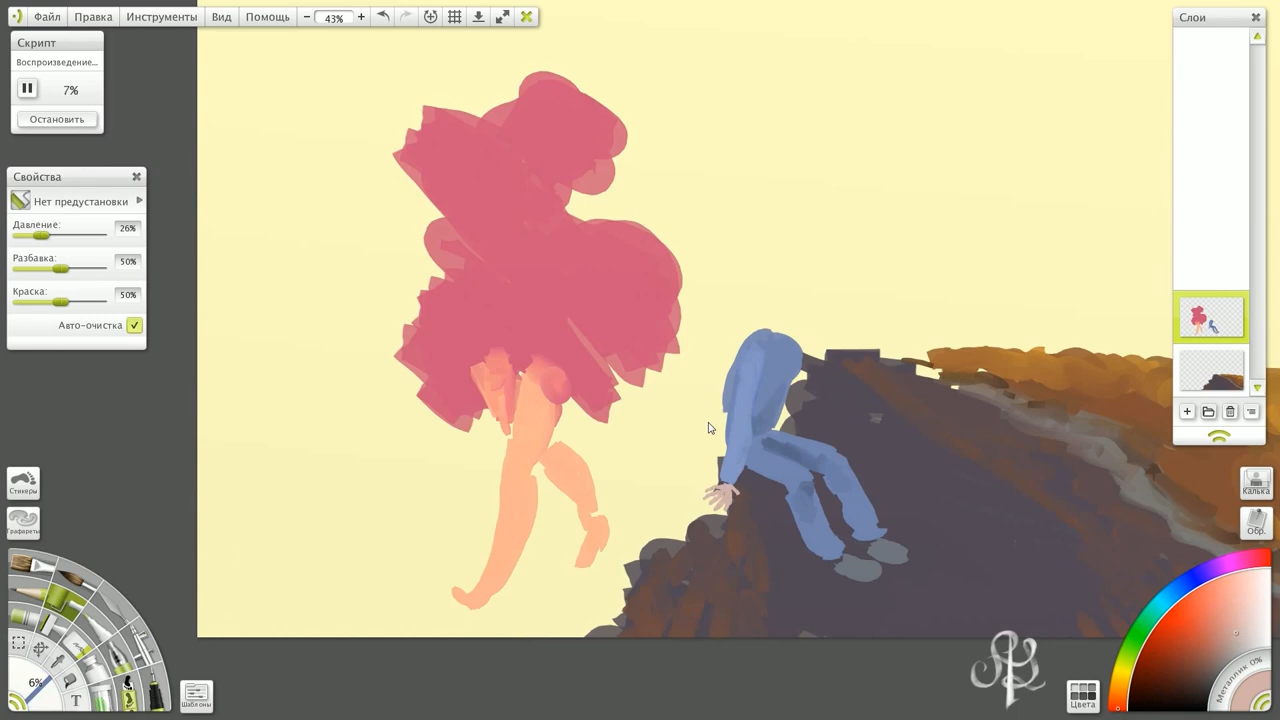 Файл Правка Инструменты Вид Помощь − 43% +
Слои
Скрипт
Воспроизведение...
7%
Остановить
Свойства
Нет предустановки
Давление: 26%
Разбавка: 50%
Краска: 50%
Авто-очистка
Стикеры
Трафареты
Калька
Обр.
6%
T
Шаблоны
Металлик 0%
Цвета